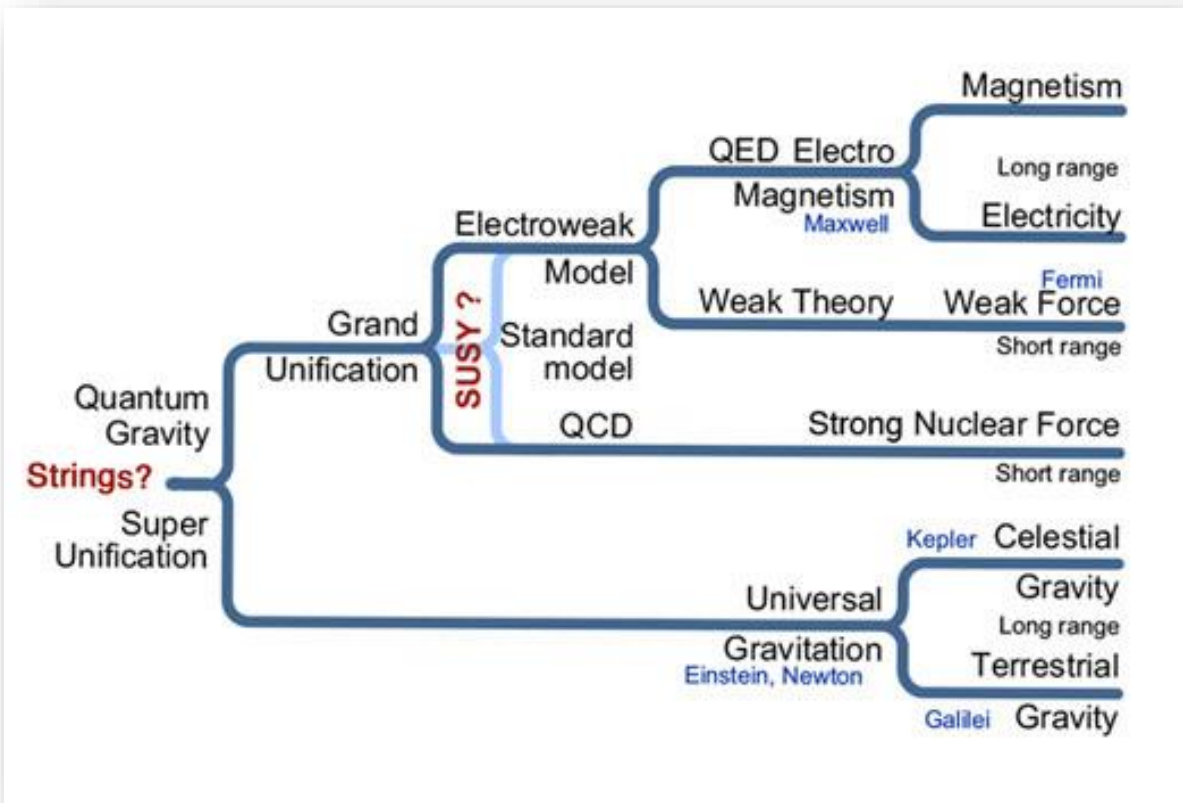 Magnetism
QED Electro
Long range
Magnetism
Maxwell
Electricity
Electroweak
Model
Fermi
Weak Theory
Weak Force
Short range
Grand
Unification
SUSY ?
Standard
model
QCD
Strong Nuclear Force
Short range
Quantum
Gravity
Strings?
Super
Unification
Kepler
Celestial
Gravity
Universal
Gravitation
Einstein, Newton
Long range
Terrestrial
Galilei
Gravity